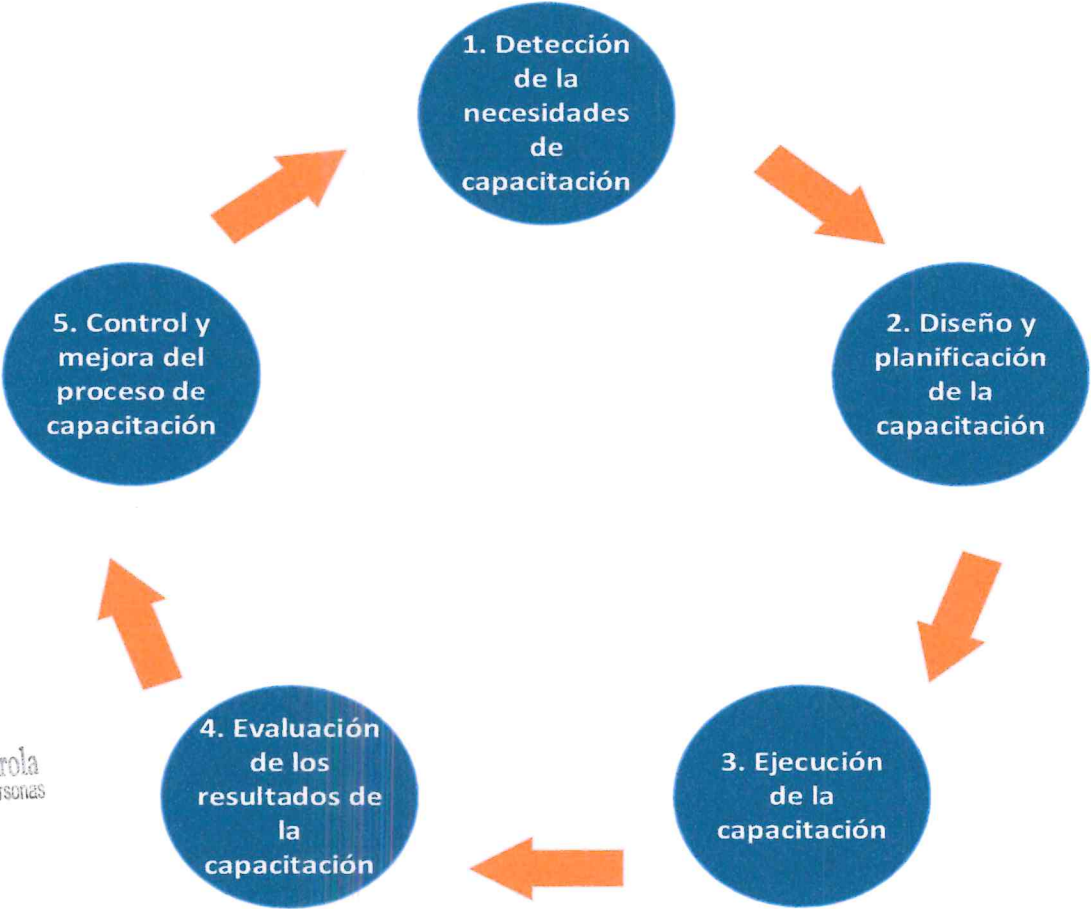 1. Detección
de la
necesidades
de
capacitación
2. Diseño y
planificación
de la
capacitación
3. Ejecución
de la
capacitación
4. Evaluación
de los
resultados de
la
capacitación
5. Control y
mejora del
proceso de
capacitación